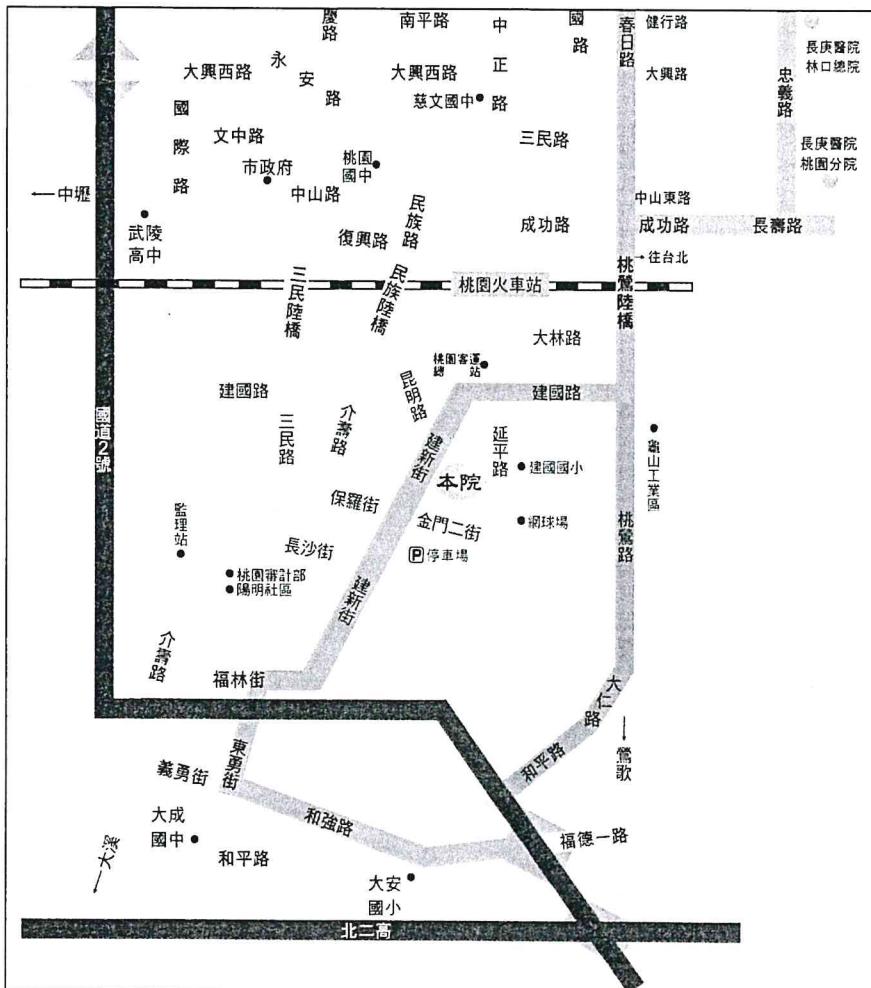 慶路
南平路
中正路
國路
春日路
健行路
長庚醫院
林口總院
大興西路
永安路
大興西路
大興路
忠義路
國際路
慈文國中
文中路
三民路
長庚醫院
桃園分院
市政府
桃園
國中
←中壢
中山路
民族路
中山東路
武陵
高中
復興路
成功路
成功路
長壽路
→往台北
三民陸橋
民族陸橋
桃園火車站
桃鶯陸橋
大林路
桃園客運
總站
建國路
昆明路
建國路
國道2號
三民路
介壽路
建新街
延平路
龜山工業區
建國國小
本院
保羅街
監理站
金門二街
網球場
桃鶯路
長沙街
P停車場
桃園審計部
陽明社區
建新街
介壽路
福林街
大仁路
東勇街
和平路
→鶯歌
義勇街
大成
國中
和強路
福德一路
←大溪
和平路
大安
國小
北二高